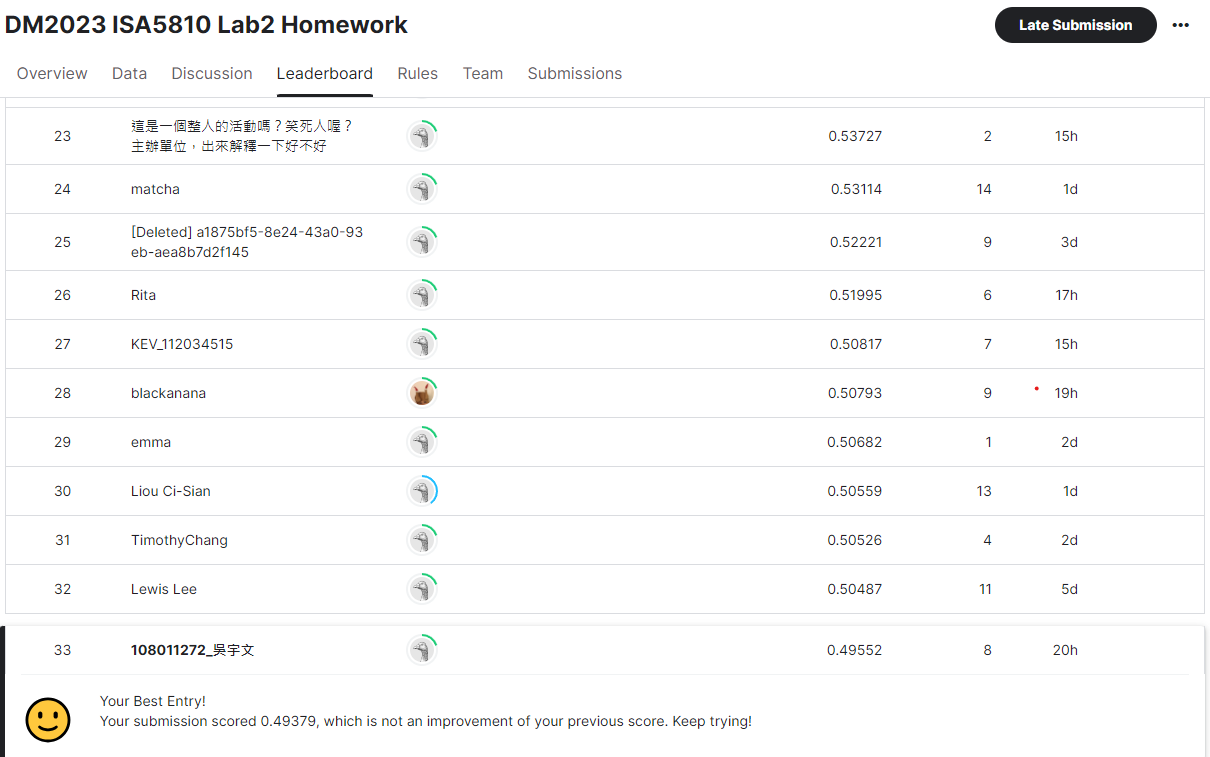 DM2023 ISA5810 Lab2 Homework
Late Submission
Overview Data Discussion Leaderboard Rules Team Submissions
23 這是一個整人的活動嗎？笑死人喔？ 0.53727 2 15h
主辦單位，出來解釋一下好不好
24 matcha 0.53114 14 1d
25 [Deleted] a1875bf5-8e24-43a0-93 0.52221 9 3d
eb-aea8b7d2f145
26 Rita 0.51995 6 17h
27 KEV_112034515 0.50817 7 15h
28 blackanana 0.50793 9 19h
29 emma 0.50682 1 2d
30 Liou Ci-Sian 0.50559 13 1d
31 TimothyChang 0.50526 4 2d
32 Lewis Lee 0.50487 11 5d
33 108011272_吳宇文 0.49552 8 20h
Your Best Entry!
Your submission scored 0.49379, which is not an improvement of your previous score. Keep trying!